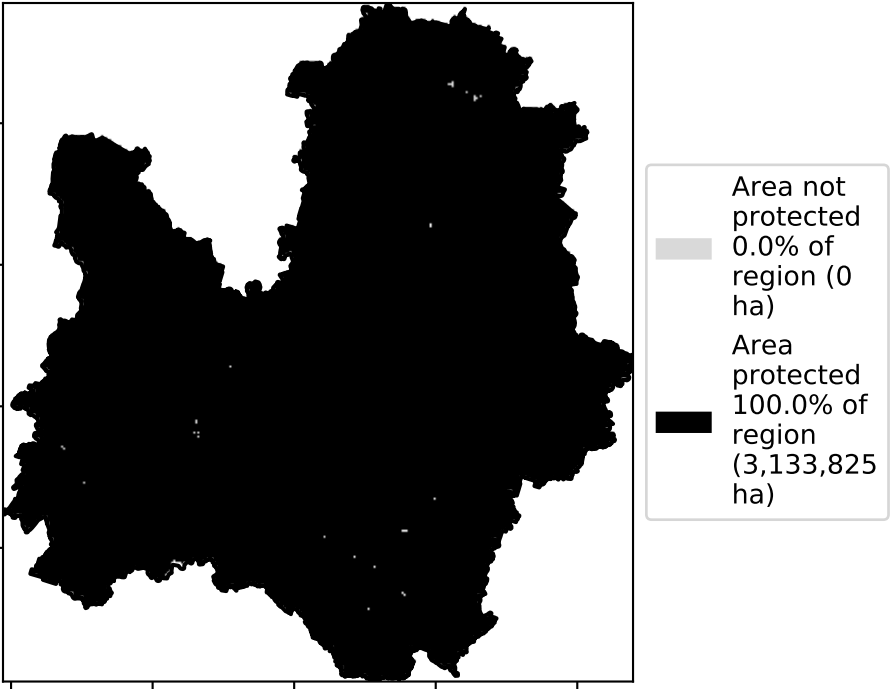 Area not
protected
0.0% of
region (0
ha)
Area
protected
100.0% of
region
(3,133,825
ha)